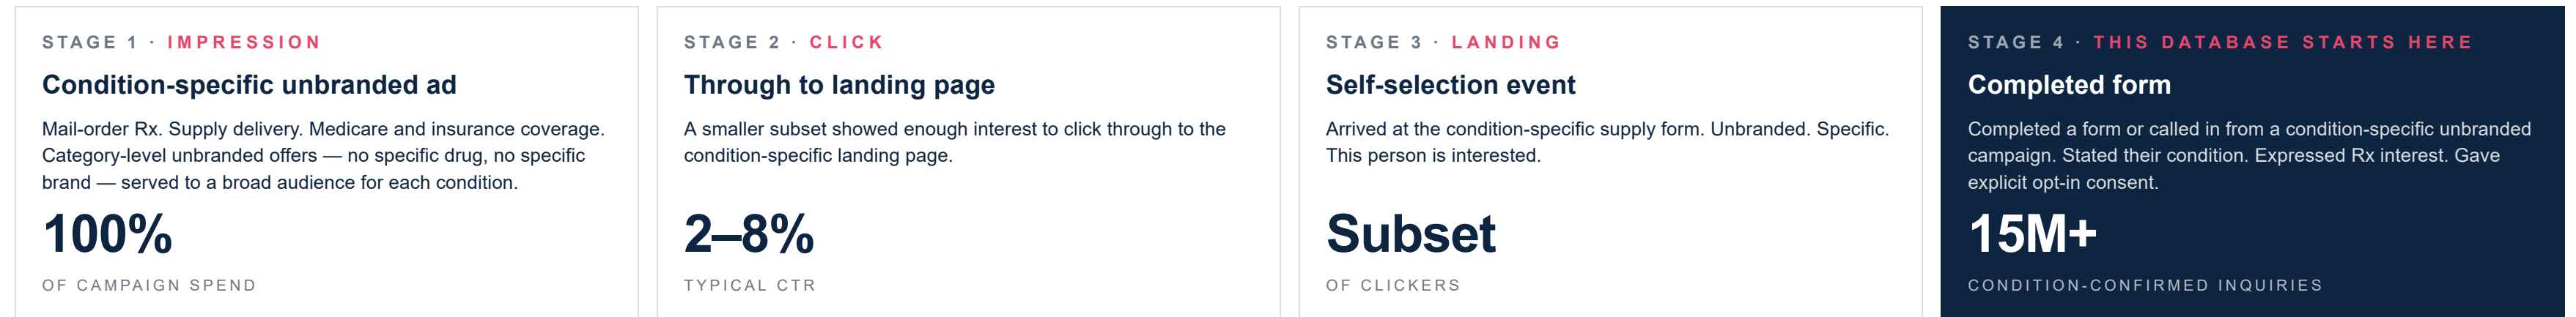 STAGE 1 · IMPRESSION
Condition-specific unbranded ad
Mail-order Rx. Supply delivery. Medicare and insurance coverage.
Category-level unbranded offers — no specific drug, no specific
brand — served to a broad audience for each condition.
100%
OF CAMPAIGN SPEND
STAGE 2 · CLICK
Through to landing page
A smaller subset showed enough interest to click through to the
condition-specific landing page.
2–8%
TYPICAL CTR
STAGE 3 · LANDING
Self-selection event
Arrived at the condition-specific supply form. Unbranded. Specific.
This person is interested.
Subset
OF CLICKERS
STAGE 4 · THIS DATABASE STARTS HERE
Completed form
Completed a form or called in from a condition-specific unbranded
campaign. Stated their condition. Expressed Rx interest. Gave
explicit opt-in consent.
15M+
CONDITION-CONFIRMED INQUIRIES